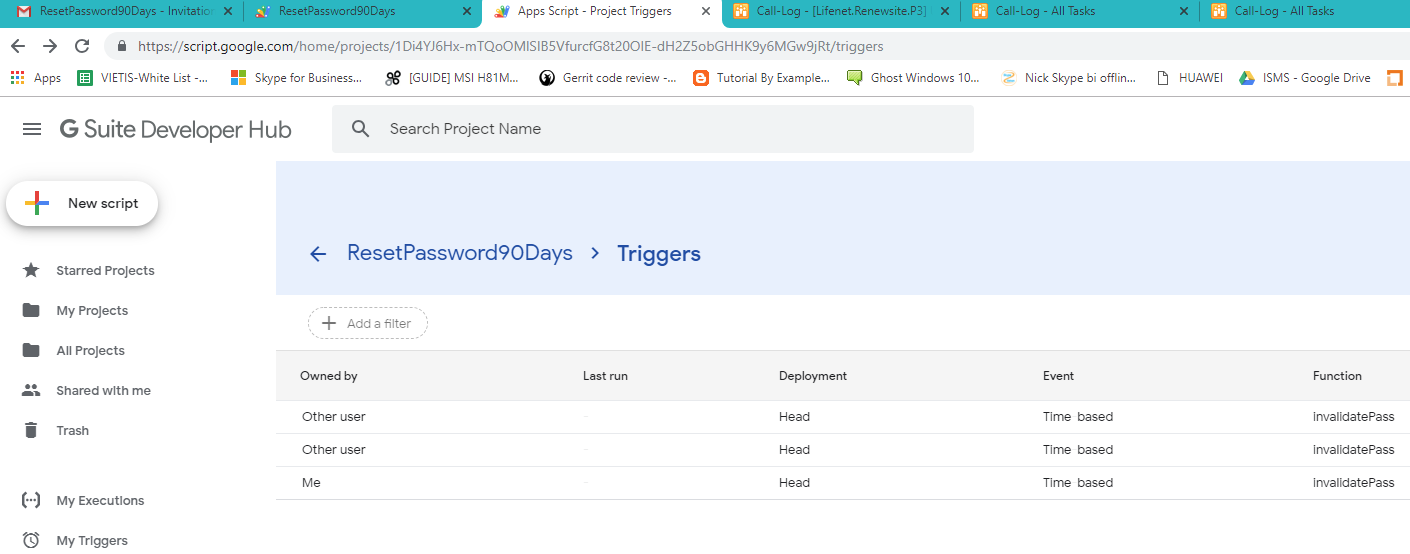 ResetPassword90Days - Invitation
ResetPassword90Days
Apps Script - Project Triggers
Call-Log - [Lifenet.Renewsite.P3]
Call-Log - All Tasks
Call-Log - All Tasks
https://script.google.com/home/projects/1Di4YJ6Hx-mTQoOMISIB5VfurcfG8t20OIE-dH2Z5obGHHK9y6MGw9jRt/triggers
Apps
VIETIS-White List -...
Skype for Business...
[GUIDE] MSI H81M...
Gerrit code review -...
Tutorial By Example...
Ghost Windows 10...
Nick Skype bi offlin...
HUAWEI
ISMS - Google Drive
G Suite Developer Hub
Search Project Name
New script
Starred Projects
My Projects
All Projects
Shared with me
Trash
My Executions
My Triggers
ResetPassword90Days > Triggers
Add a filter
Owned by Last run Deployment Event Function
Other user - Head Time based invalidatePass
Other user - Head Time based invalidatePass
Me - Head Time based invalidatePass